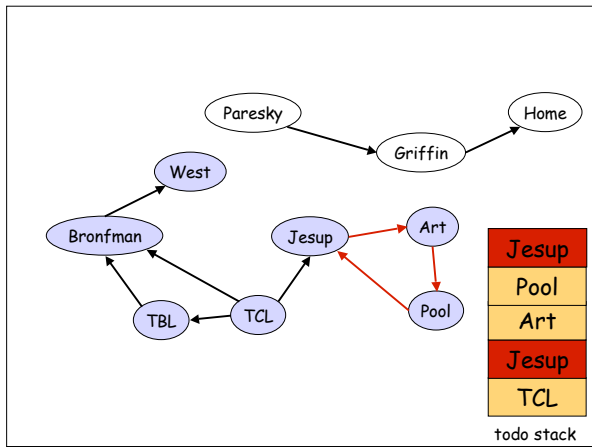 Paresky
Home
Griffin
West
Bronfman
Jesup
Art
TBL
TCL
Pool
Jesup
Pool
Art
Jesup
TCL
todo stack